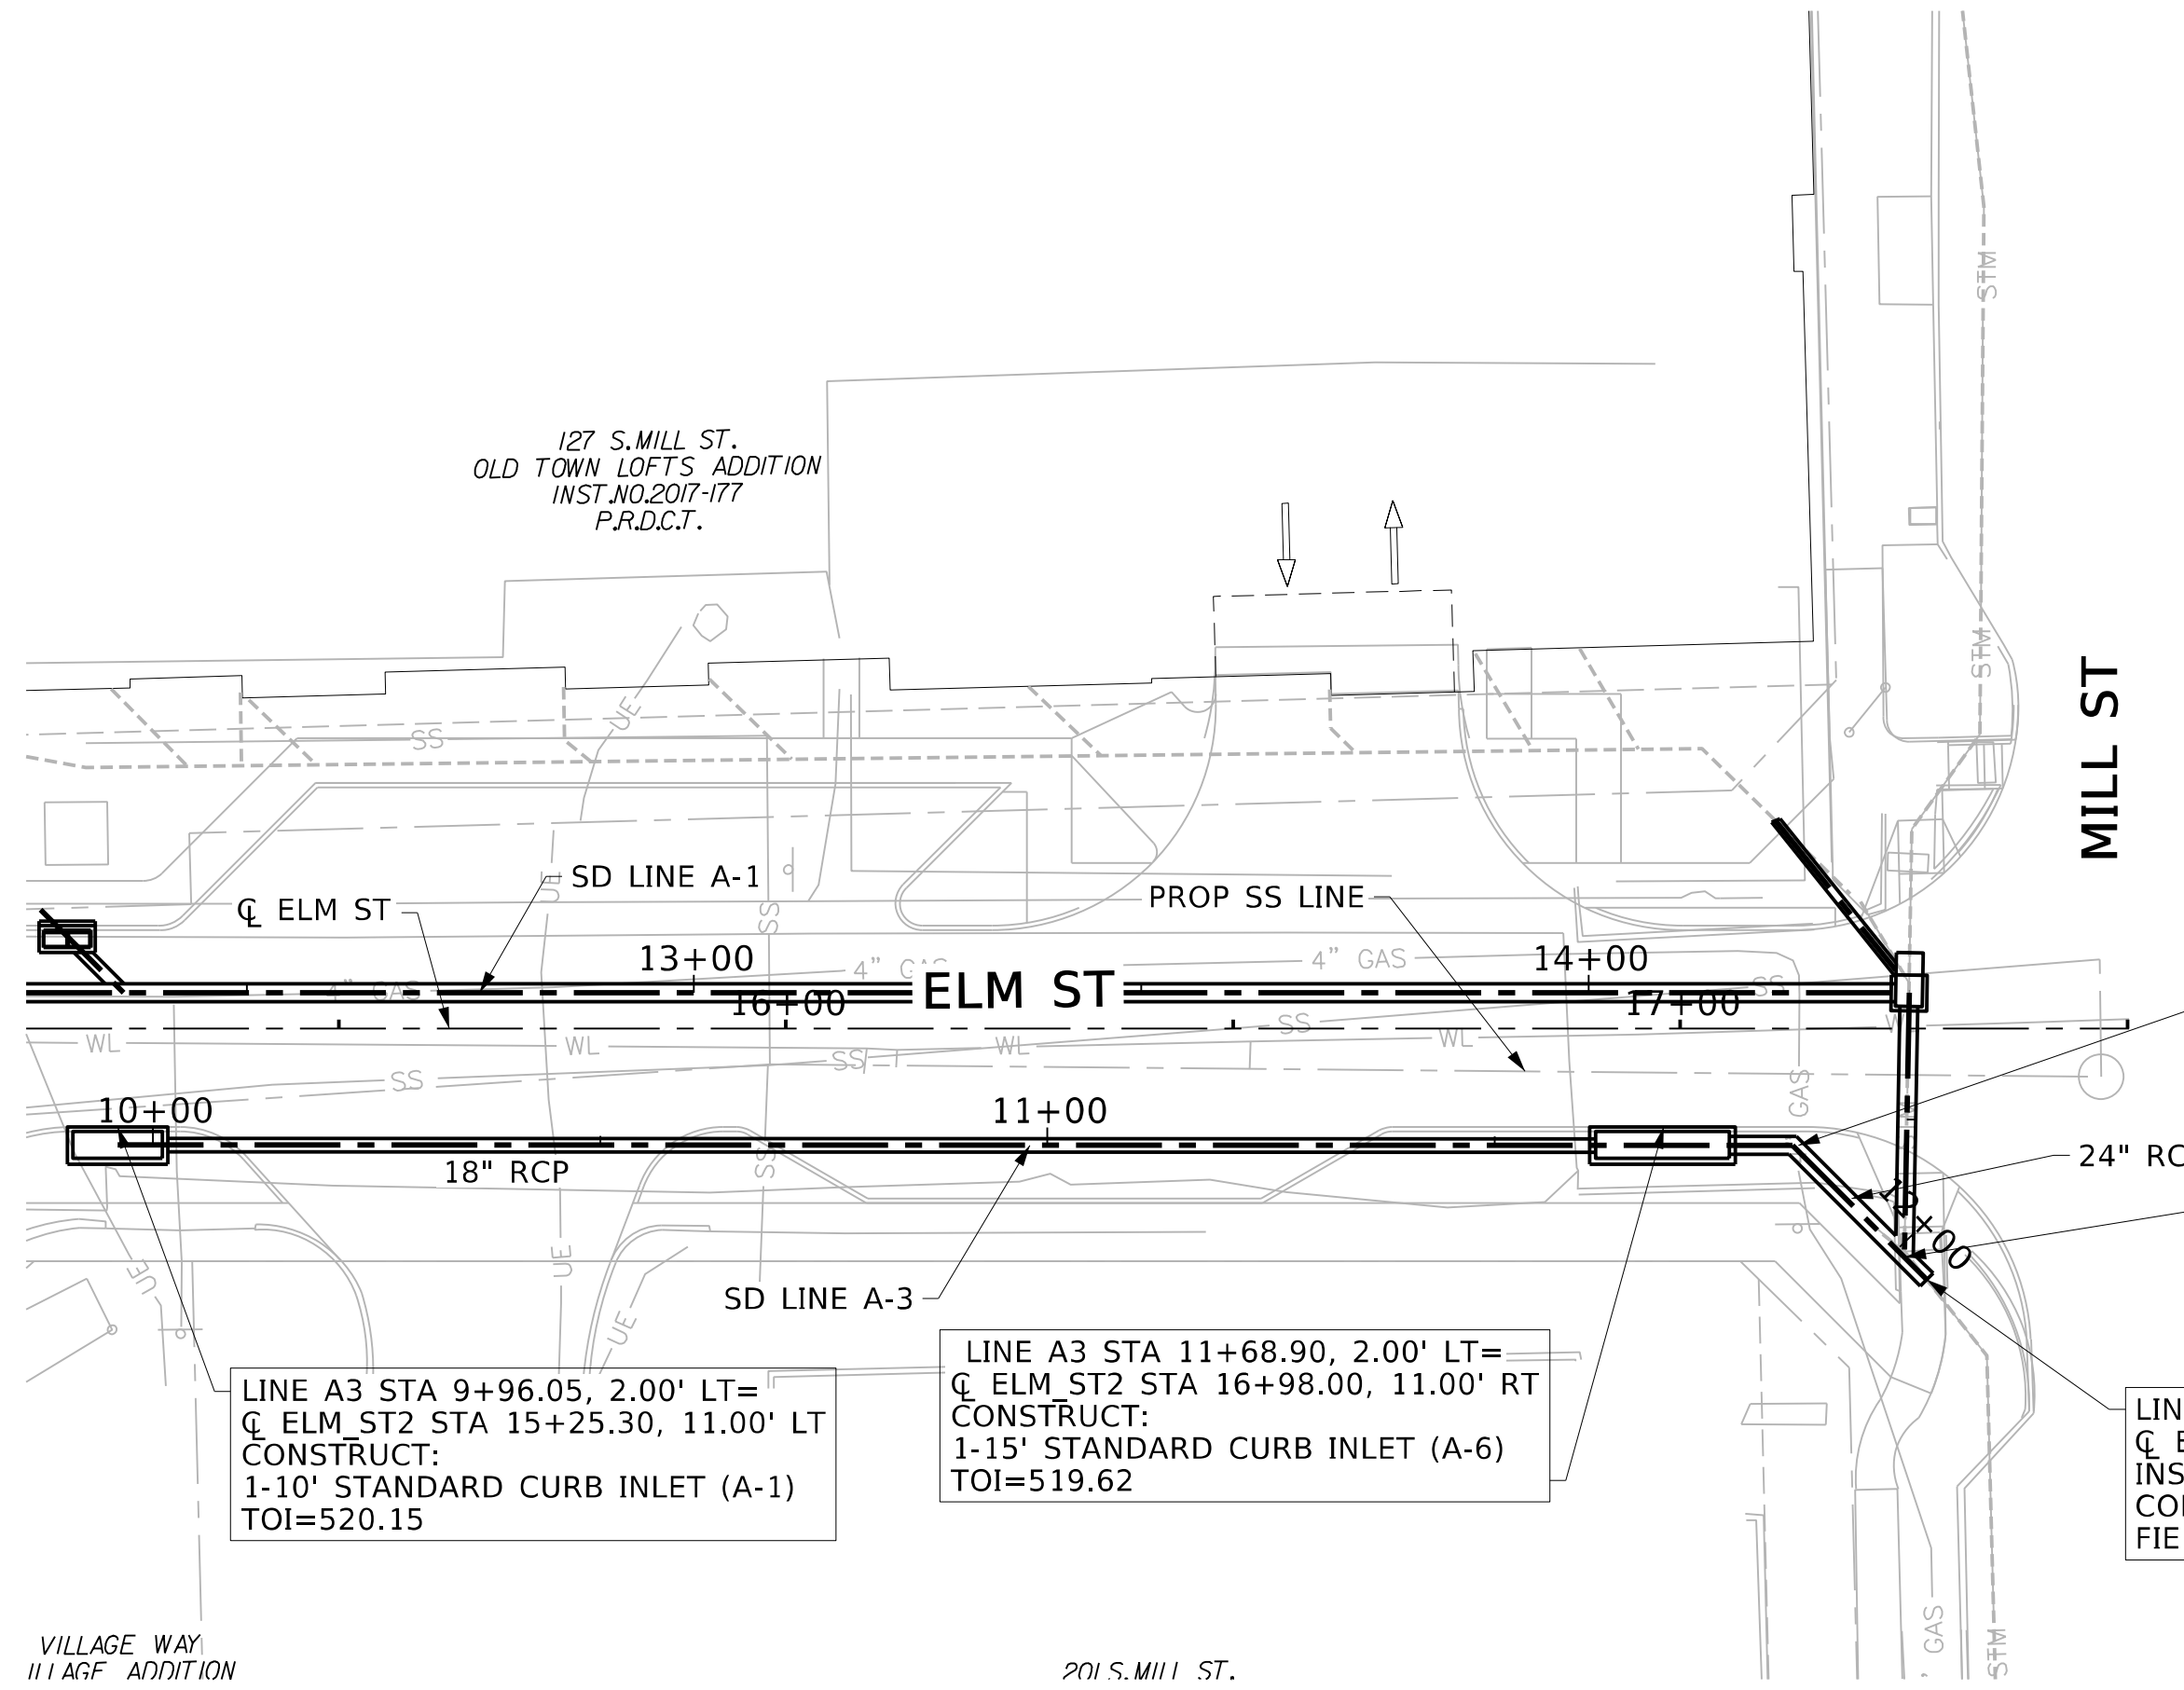 STM
127 S.MILL ST.
OLD TOWN LOFTS ADDITION
INST.NO.2017-177
P.R.D.C.T.
STM
UE
SS
MILL ST
UE
SD LINE A-1
PROP SS LINE
℄ ELM ST
SS
13+00
14+00
4" GAS
4" GAS
4" GAS
ELM ST
SS
16+00
17+00
SS
WL
WL
WL
WL
SS
SS
GAS
10+00
11+00
18" RCP
SS
24" RC
12+00
UE
UE
UE
SD LINE A-3
LINE A3 STA 9+96.05, 2.00' LT=
℄ ELM_ST2 STA 15+25.30, 11.00' LT
CONSTRUCT:
1-10' STANDARD CURB INLET (A-1)
TOI=520.15
LINE A3 STA 11+68.90, 2.00' LT=
℄ ELM_ST2 STA 16+98.00, 11.00' RT
CONSTRUCT:
1-15' STANDARD CURB INLET (A-6)
TOI=519.62
LIN
℄ E
INS
FIE
GAS
STM
VILLAGE WAY
ILLAGE ADDITION
201 S.MILL ST.